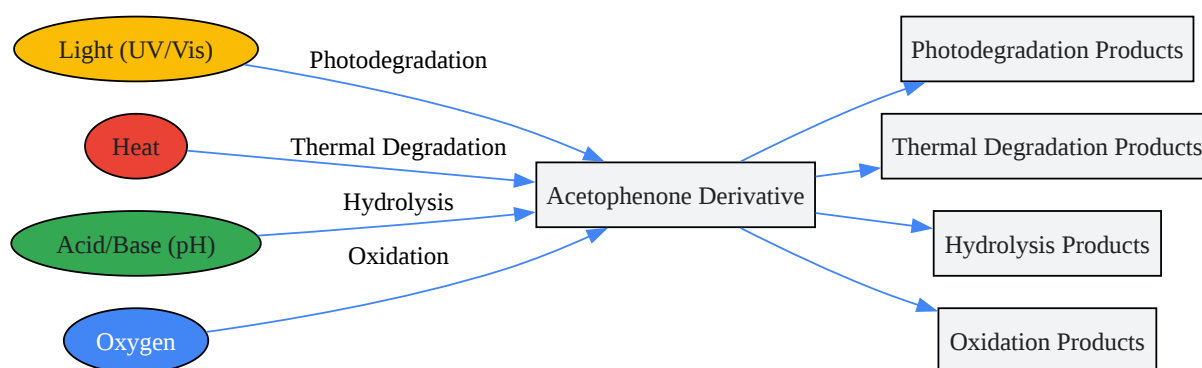 Light (UV/Vis)
Photodegradation
Photodegradation Products
Heat
Thermal Degradation
Thermal Degradation Products
Acetophenone Derivative
Hydrolysis
Acid/Base (pH)
Hydrolysis Products
Oxidation
Oxygen
Oxidation Products